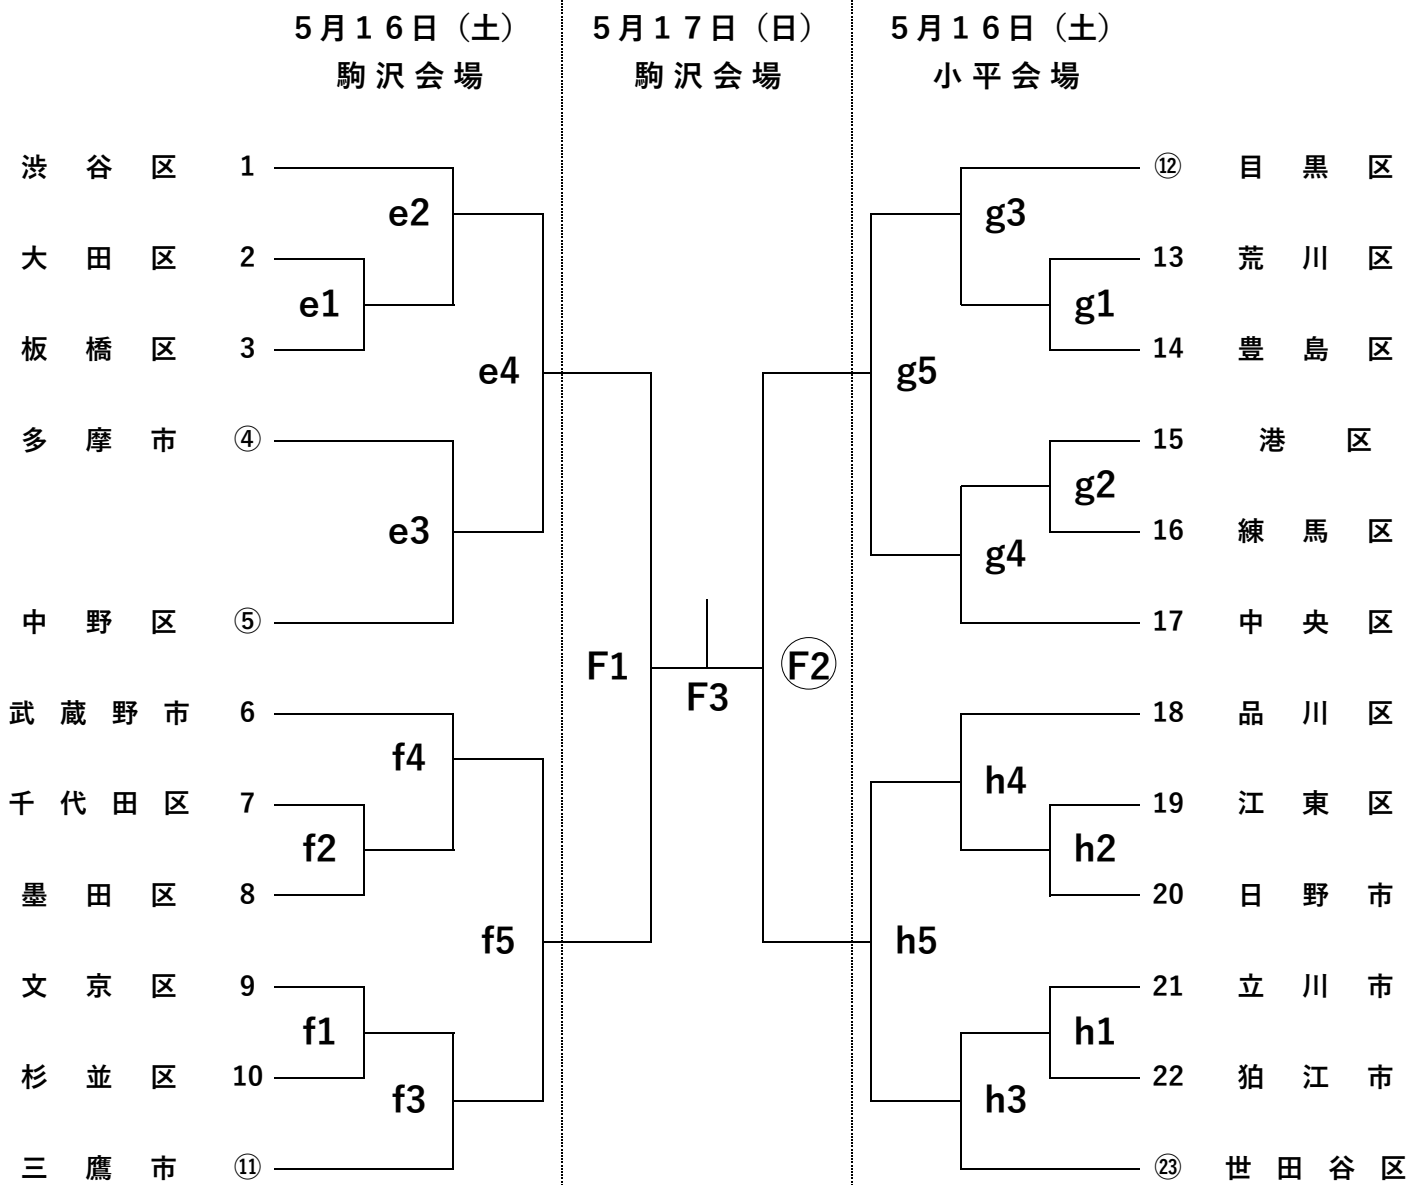 ５月１６日（土） ５月１７日（日） ５月１６日（土）
駒沢会場 駒沢会場 小平会場
渋谷区 1 ⑫ 目黒区
e2 g3
大田区 2 13 荒川区
e1 g1
板橋区 3 14 豊島区
e4 g5
多摩市 ④ 15 港区
g2
e3 16 練馬区
g4
中野区 ⑤ 17 中央区
F1 F2
F3
武蔵野市 6 18 品川区
f4 h4
千代田区 7 19 江東区
f2 h2
墨田区 8 20 日野市
f5 h5
文京区 9 21 立川市
f1 h1
杉並区 10 22 狛江市
f3 h3
三鷹市 ⑪ ㉓ 世田谷区